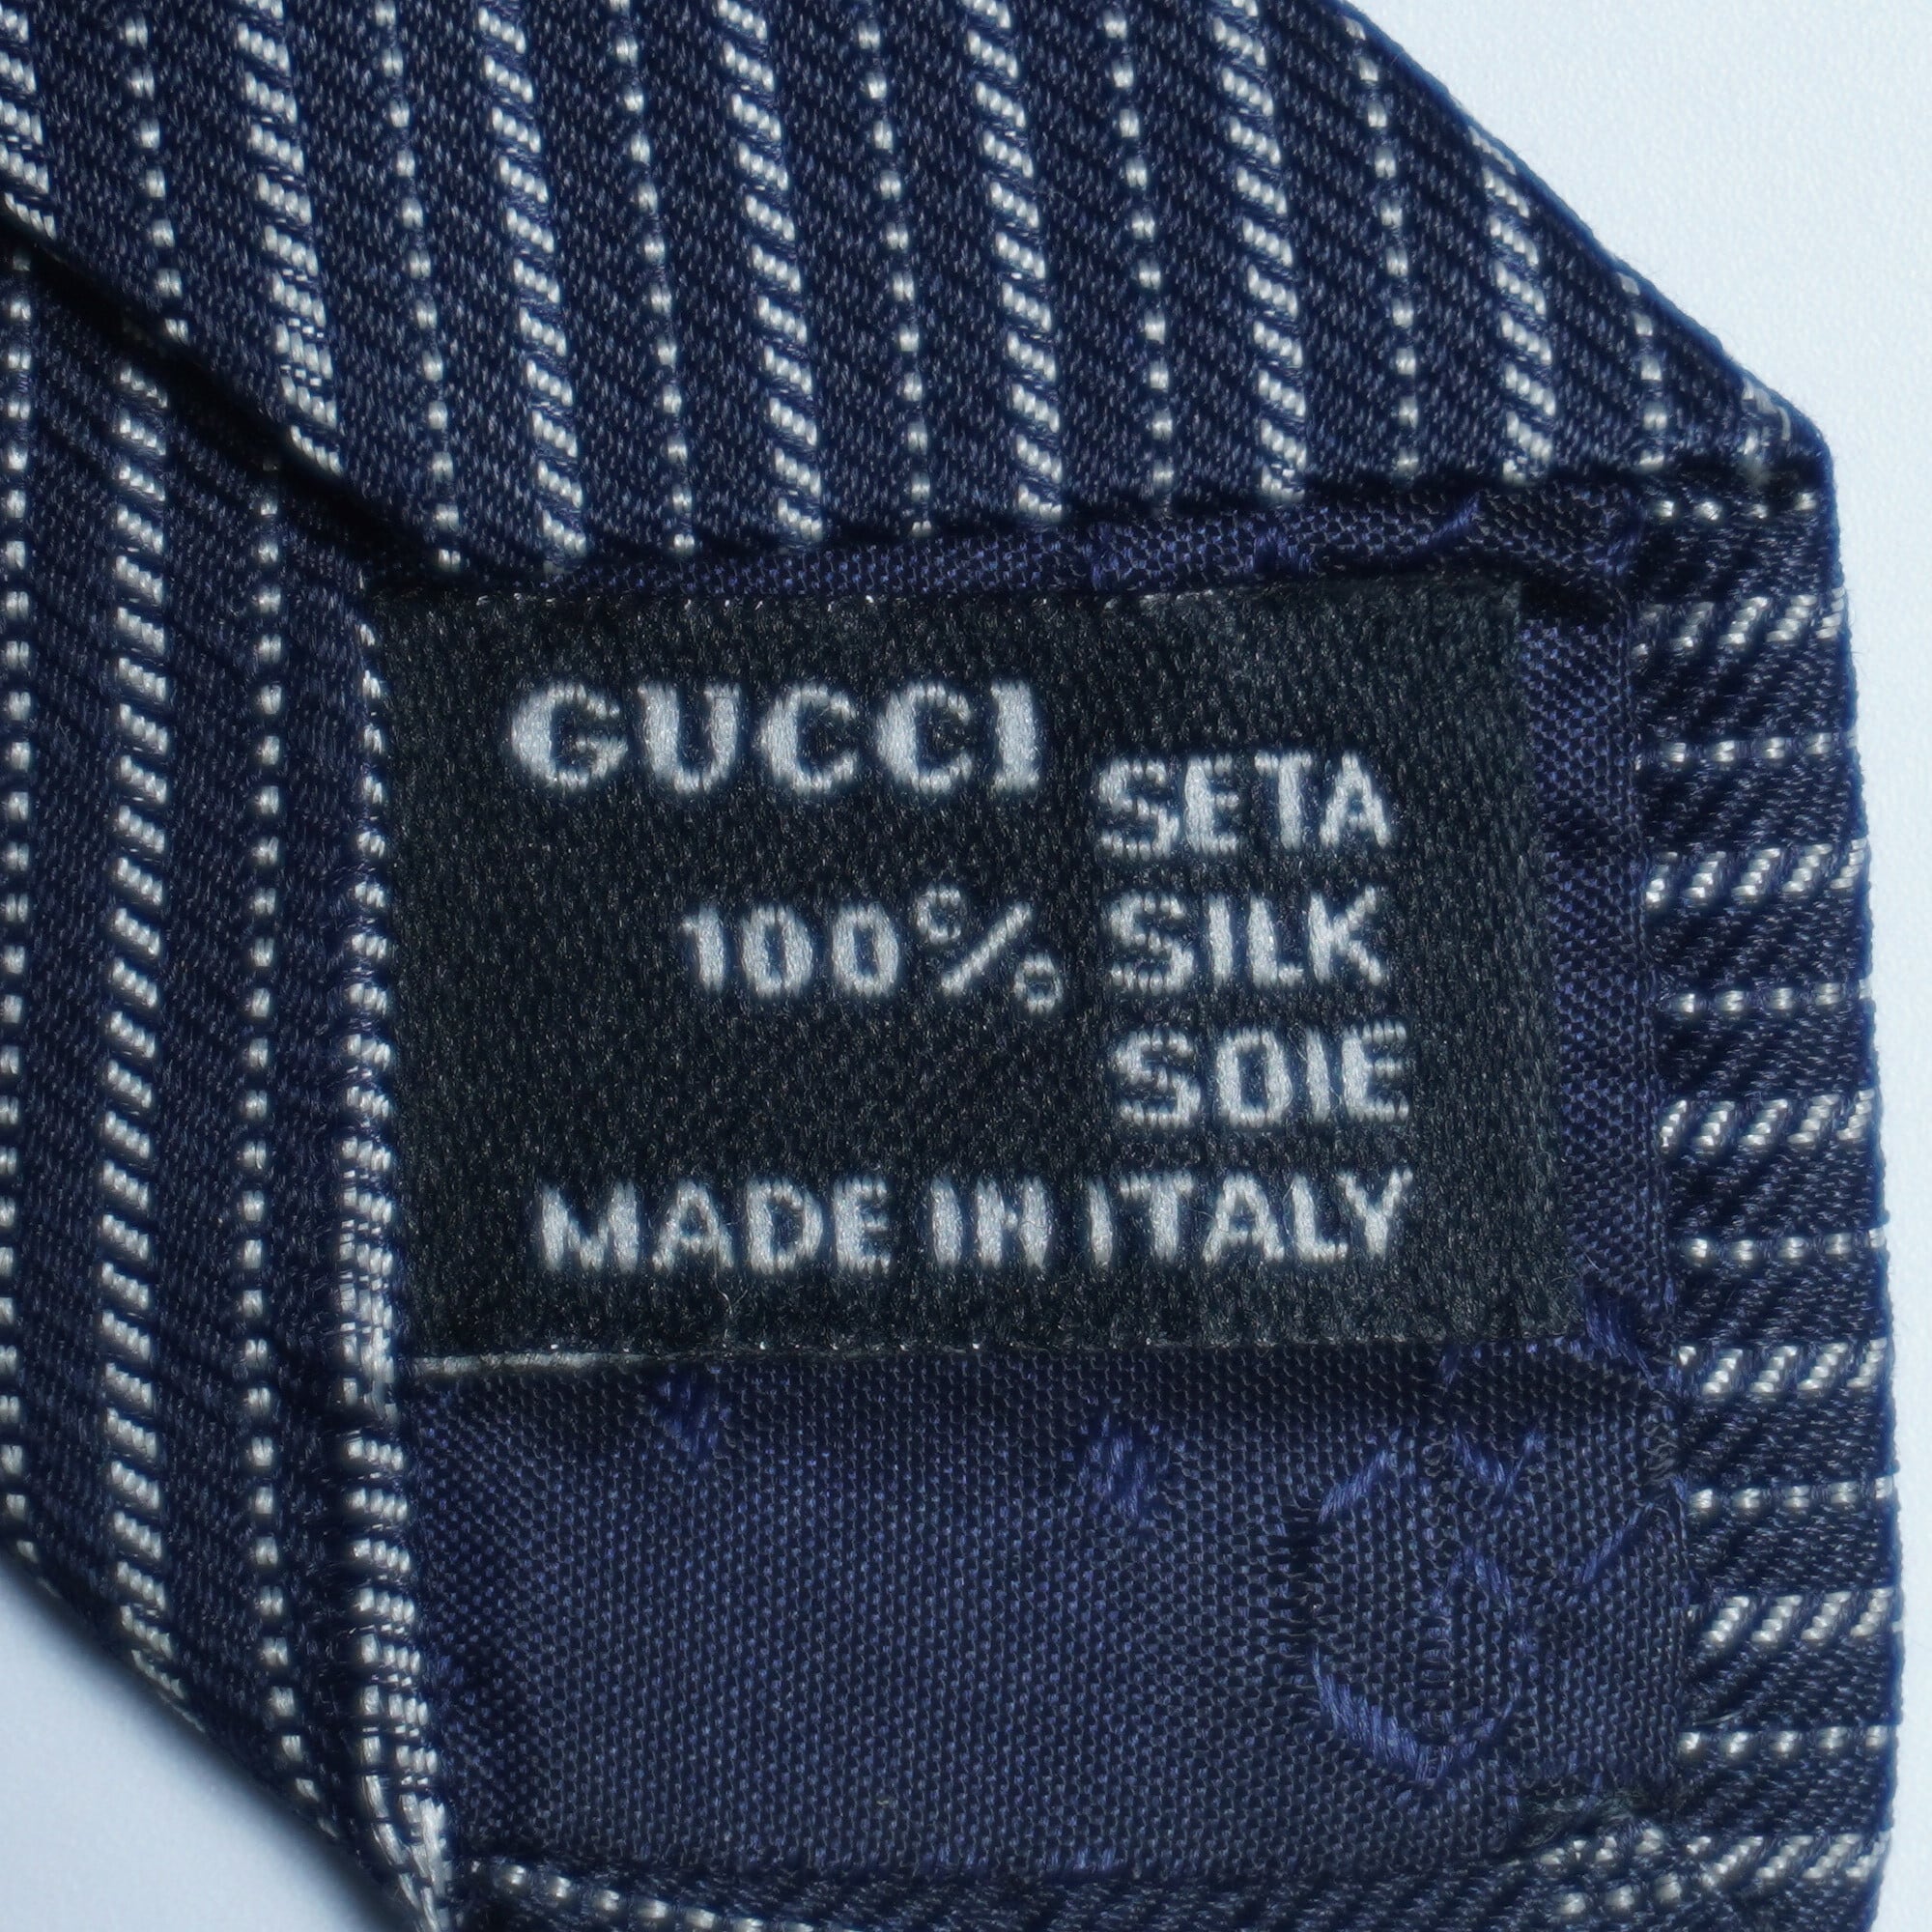 GUCCI
SETA
100% SILK
SOIE
MADE IN ITALY